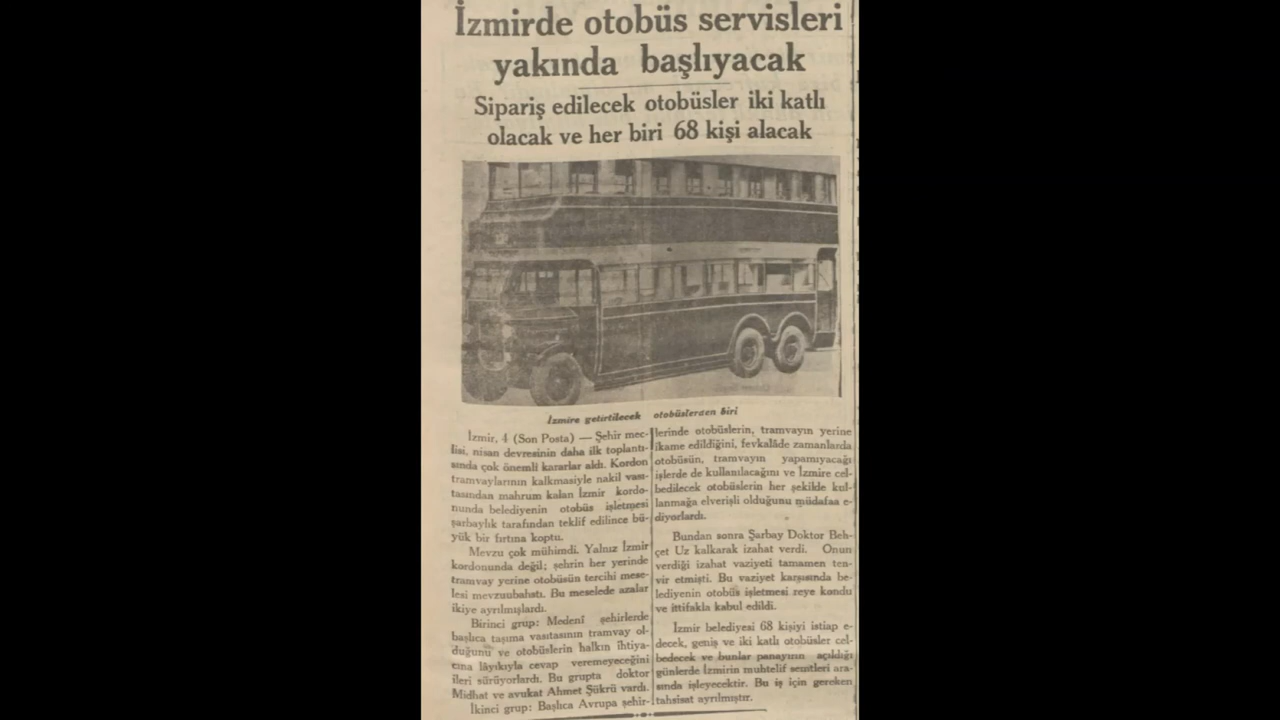 İzmirde otobüs servisleri
yakında başlıyacak
Sipariş edilecek otobüsler iki katlı
olacak ve her biri 68 kişi alacak
İzmire getirtilecek otobüslerden biri
İzmir, 4 (Son Posta) — Şehir mec-
lisi, nisan devresinin daha ilk toplantı-
sında çok önemli kararlar aldı. Kordon
tramvaylarının kalkmasiyle nakil vası-
tasından mahrum kalan İzmir kordo-
nunda belediyenin otobüs işletmesi
şarbaylık tarafından teklif edilince bü-
yük bir fırtına koptu.
Mevzu çok mühimdi. Yalnız İzmir
kordonunda değil; şehrin her yerinde
tramvay yerine otobüsün tercihi mese-
lesi mevzuubahstı. Bu meselede azalar
ikiye ayrılmışlardı.
Birinci grup: Medenî şehirlerde
başlıca taşıma vasıtasının tramvay ol-
duğunu ve otobüslerin halkın ihtiya-
cına lâyıkıyla cevap veremeyeceğini
ileri sürüyorlardı. Bu grupta doktor
Midhat ve avukat Ahmet Şükrü vardı.
İkinci grup: Başlıca Avrupa şehir-
lerinde otobüslerin, tramvayın yerine
ikame edildiğini, fevkalâde zamanlarda
otobüsün, tramvayın yapamıyacağı
işlerde de kullanılacağını ve İzmire cel-
bedilecek otobüslerin her şekilde kul-
lanmağa elverişli olduğunu müdafaa e-
diyorlardı.
Bundan sonra Şarbay Doktor Beh-
çet Uz kalkarak izahat verdi. Onun
verdiği izahat vaziyeti tamamen ten-
vir etmişti. Bu vaziyet karşısında be-
lediyenin otobüs işletmesi reye kondu
ve ittifakla kabul edildi.
İzmir belediyesi 68 kişiyi istiap e-
decek, geniş ve iki katlı otobüsler cel-
bedecek ve bunlar panayırın açıldığı
günlerde İzmirin muhtelif semtleri ara-
sında işleyecektir. Bu iş için gereken
tahsisat ayrılmıştır.